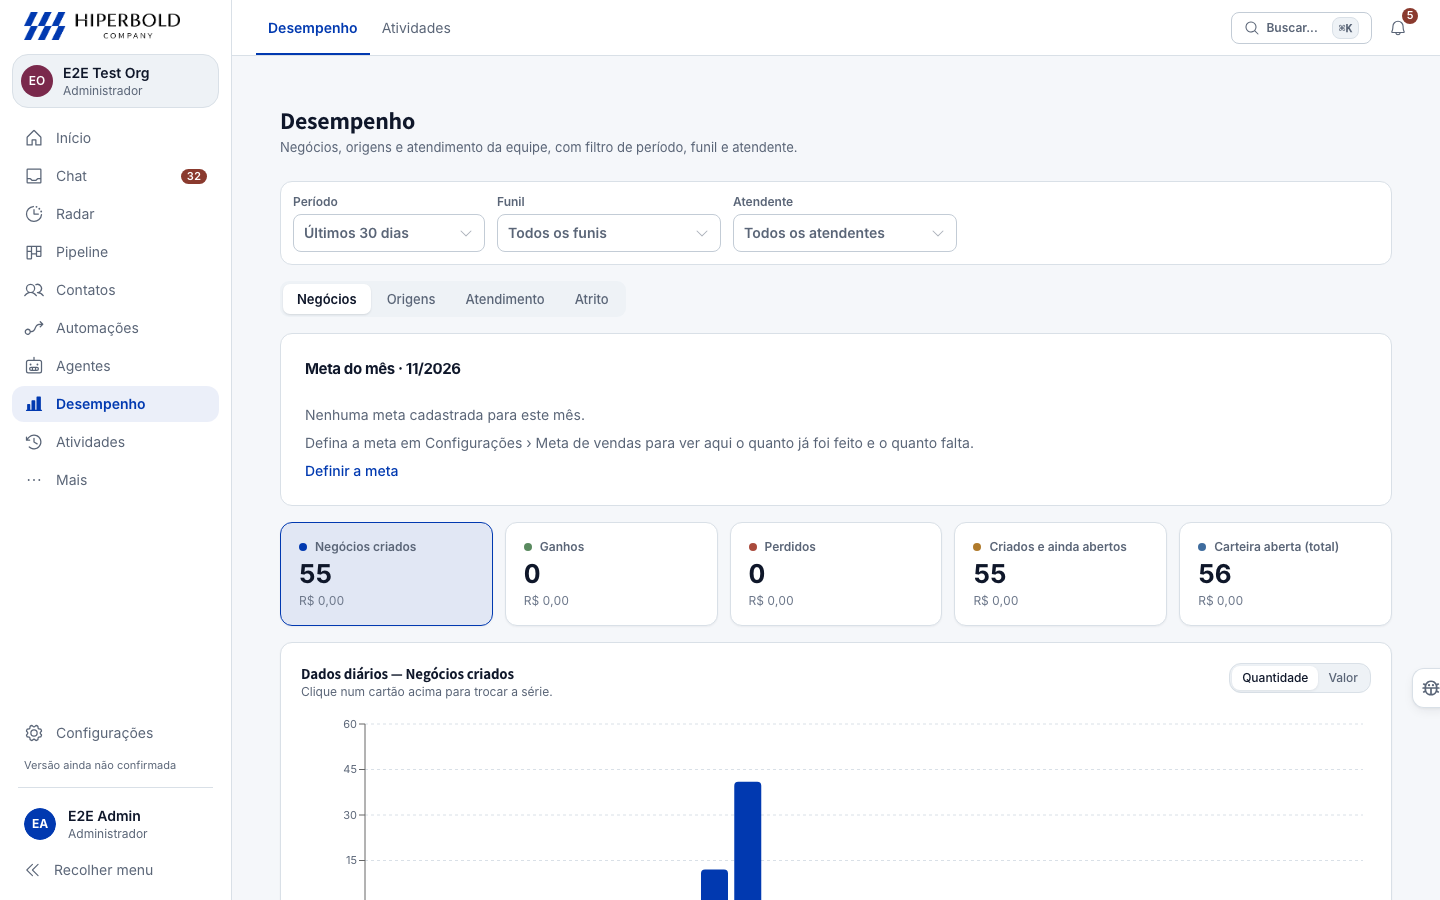 HIPERBOLD
COMPANY
EO
E2E Test Org
Administrador
Início
Chat
32
Radar
Pipeline
Contatos
Automações
Agentes
Desempenho
Atividades
Mais
Configurações
Versão ainda não confirmada
EA
E2E Admin
Administrador
Recolher menu
Desempenho
Atividades
Buscar...
⌘K
5
Desempenho
Negócios, origens e atendimento da equipe, com filtro de período, funil e atendente.
Período
Funil
Atendente
Últimos 30 dias
Todos os funis
Todos os atendentes
Negócios
Origens
Atendimento
Atrito
Meta do mês · 11/2026
Nenhuma meta cadastrada para este mês.
Defina a meta em Configurações › Meta de vendas para ver aqui o quanto já foi feito e o quanto falta.
Definir a meta
Negócios criados
55
R$ 0,00
Ganhos
0
R$ 0,00
Perdidos
0
R$ 0,00
Criados e ainda abertos
55
R$ 0,00
Carteira aberta (total)
56
R$ 0,00
Dados diários — Negócios criados
Clique num cartão acima para trocar a série.
Quantidade
Valor
60
45
30
15